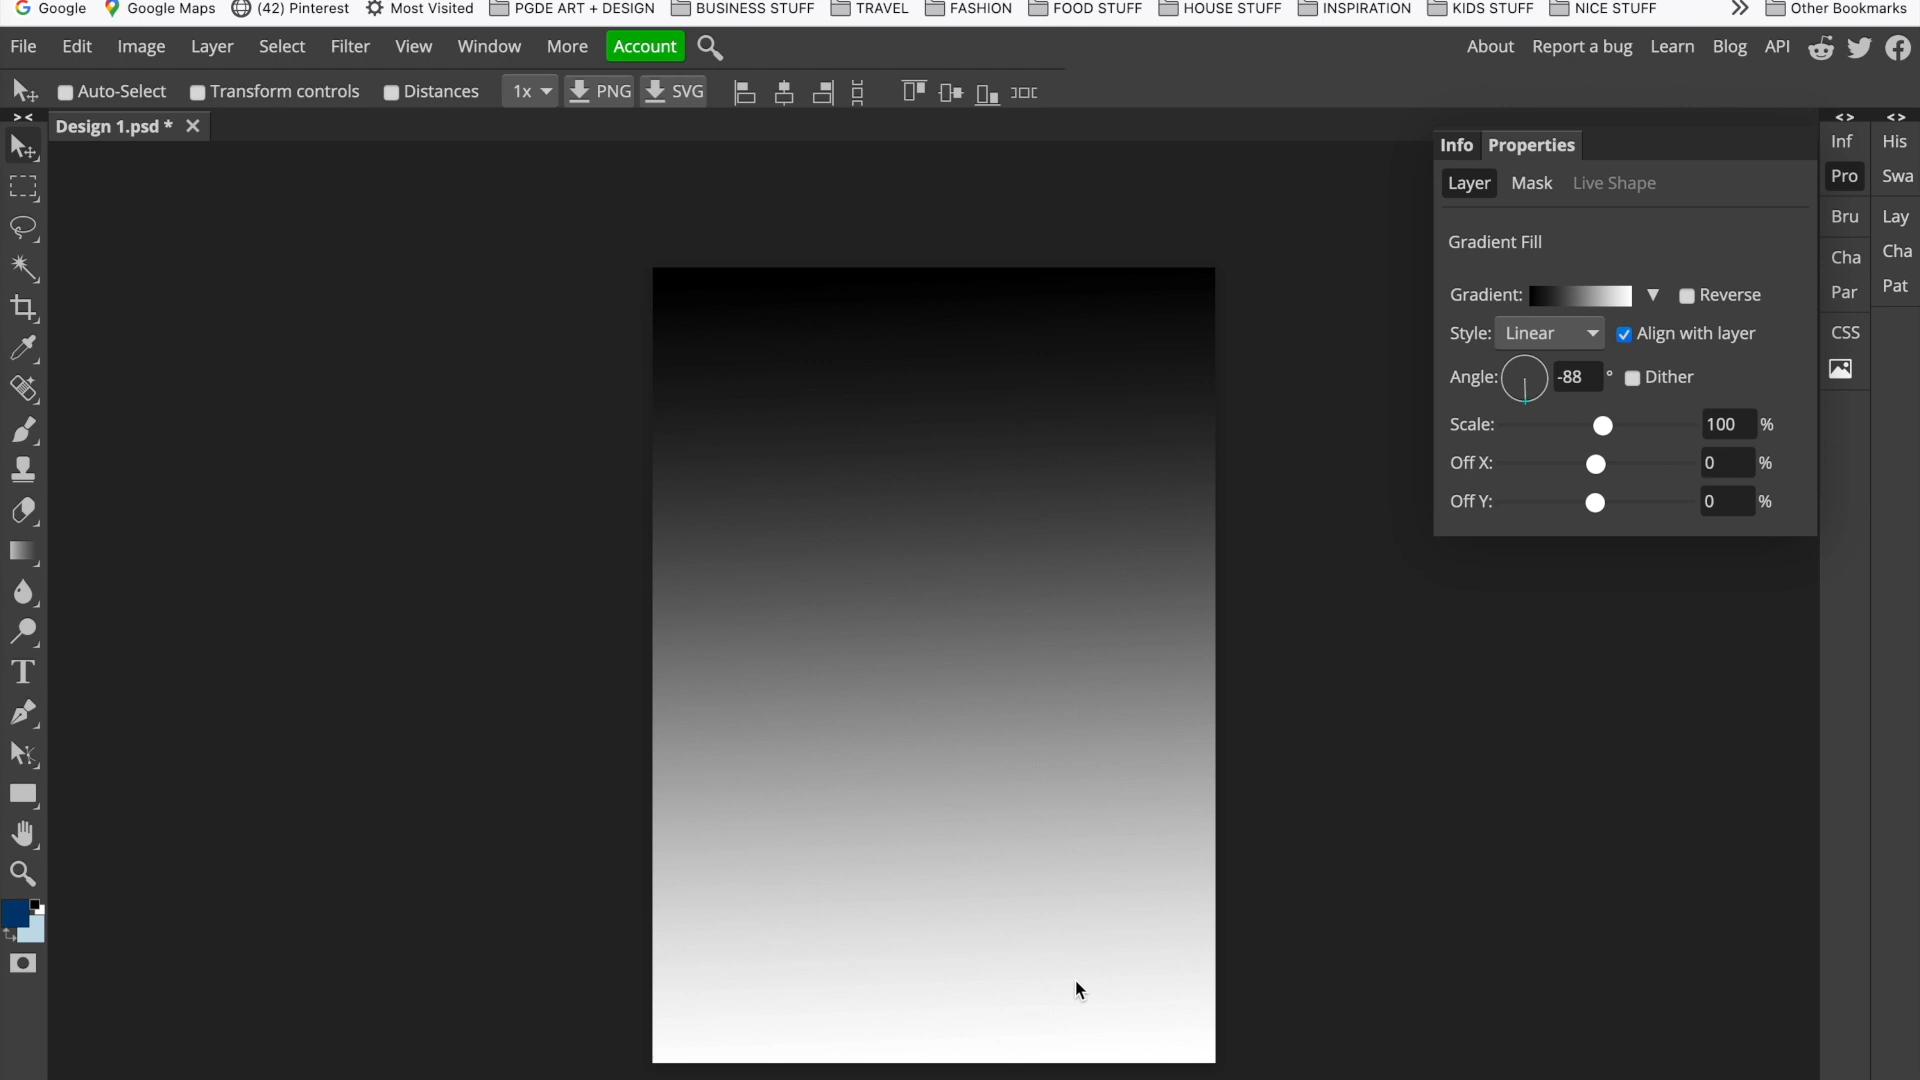 Google Google Maps (42) Pinterest Most Visited PGDE ART + DESIGN BUSINESS STUFF TRAVEL FASHION FOOD STUFF HOUSE STUFF INSPIRATION KIDS STUFF NICE STUFF Other Bookmarks
File Edit Image Layer Select Filter View Window More Account About Report a bug Learn Blog API
Auto-Select Transform controls Distances 1x PNG SVG
Design 1.psd *
Info Properties
Layer Mask Live Shape
Gradient Fill
Gradient: Reverse
Style: Linear Align with layer
Angle: -88 ° Dither
Scale: 100 %
Off X: 0 %
Off Y: 0 %
Inf
Pro
Bru
Cha
Par
CSS
His
Swa
Lay
Cha
Pat